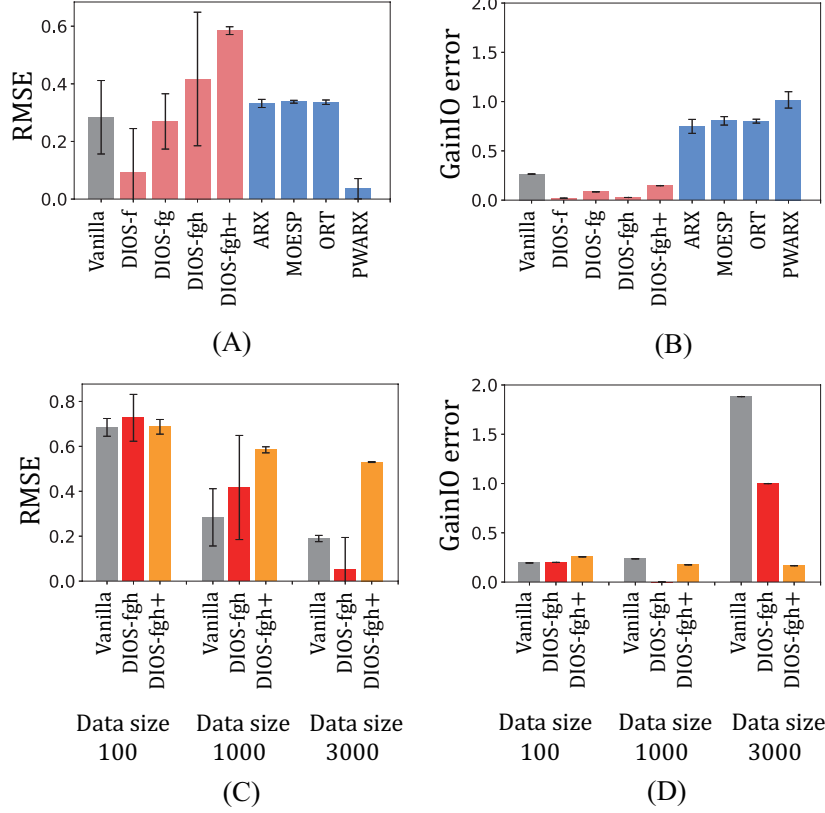 RMSE
0.6
0.4
0.2
0.0
Vanilla
DIOS-f
DIOS-fg
DIOS-fgh
DIOS-fgh+
ARX
MOESP
ORT
PWARX
(A)
GainIO error
2.0
1.5
1.0
0.5
0.0
Vanilla
DIOS-f
DIOS-fg
DIOS-fgh
DIOS-fgh+
ARX
MOESP
ORT
PWARX
(B)
RMSE
0.8
0.6
0.4
0.2
0.0
Vanilla
DIOS-fgh
DIOS-fgh+
Vanilla
DIOS-fgh
DIOS-fgh+
Vanilla
DIOS-fgh
DIOS-fgh+
Data size
100
Data size
1000
Data size
3000
(C)
GainIO error
2.0
1.5
1.0
0.5
0.0
Vanilla
DIOS-fgh
DIOS-fgh+
Vanilla
DIOS-fgh
DIOS-fgh+
Vanilla
DIOS-fgh
DIOS-fgh+
Data size
100
Data size
1000
Data size
3000
(D)